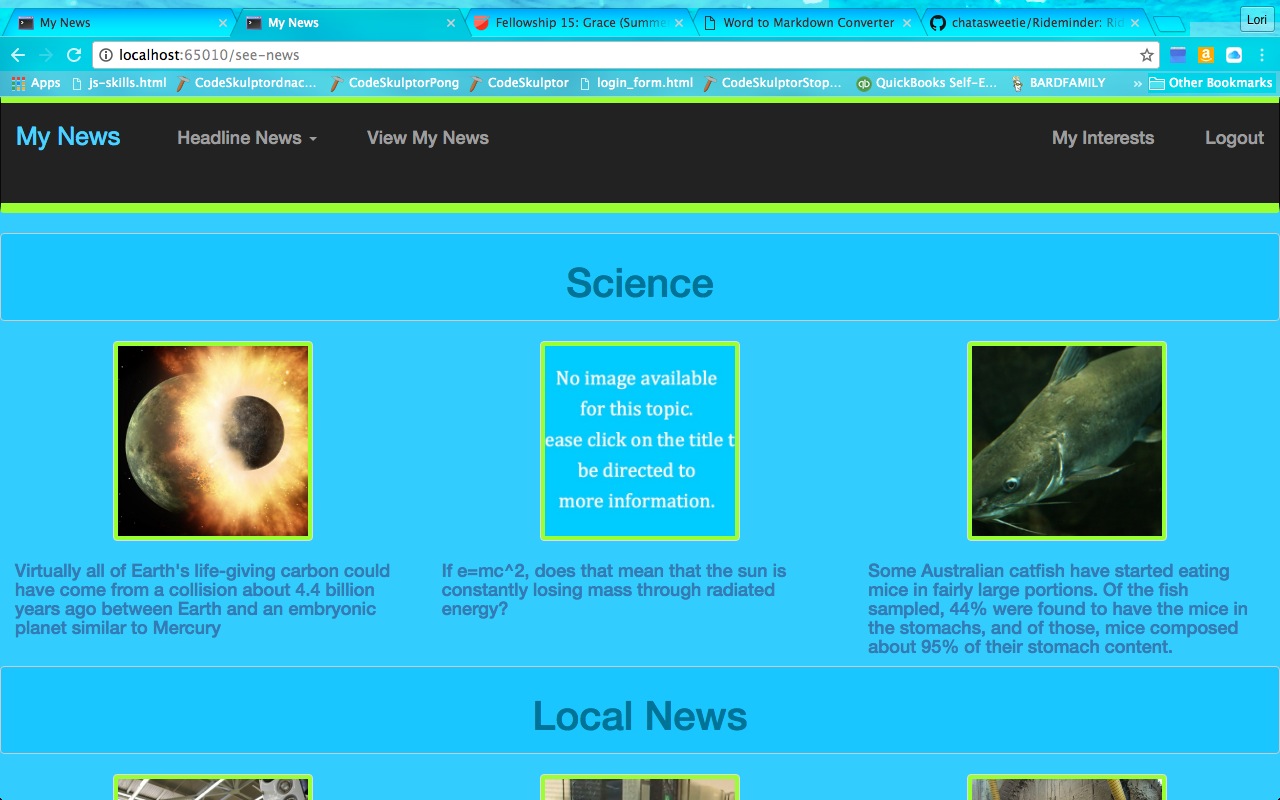 My News
My News
Fellowship 15: Grace (Summe
Word to Markdown Converter
chatasweetie/Rideminder: Rid
Lori
localhost:65010/see-news
Apps
js-skills.html
CodeSkulptordnac...
CodeSkulptorPong
CodeSkulptor
login_form.html
CodeSkulptorStop...
QuickBooks Self-E...
BARDFAMILY
»
Other Bookmarks
My News
Headline News
View My News
My Interests
Logout
Science
No image available
for this topic.
ease click on the title t
be directed to
more information.
Virtually all of Earth's life-giving carbon could
have come from a collision about 4.4 billion
years ago between Earth and an embryonic
planet similar to Mercury
If e=mc^2, does that mean that the sun is
constantly losing mass through radiated
energy?
Some Australian catfish have started eating
mice in fairly large portions. Of the fish
sampled, 44% were found to have the mice in
the stomachs, and of those, mice composed
about 95% of their stomach content.
Local News